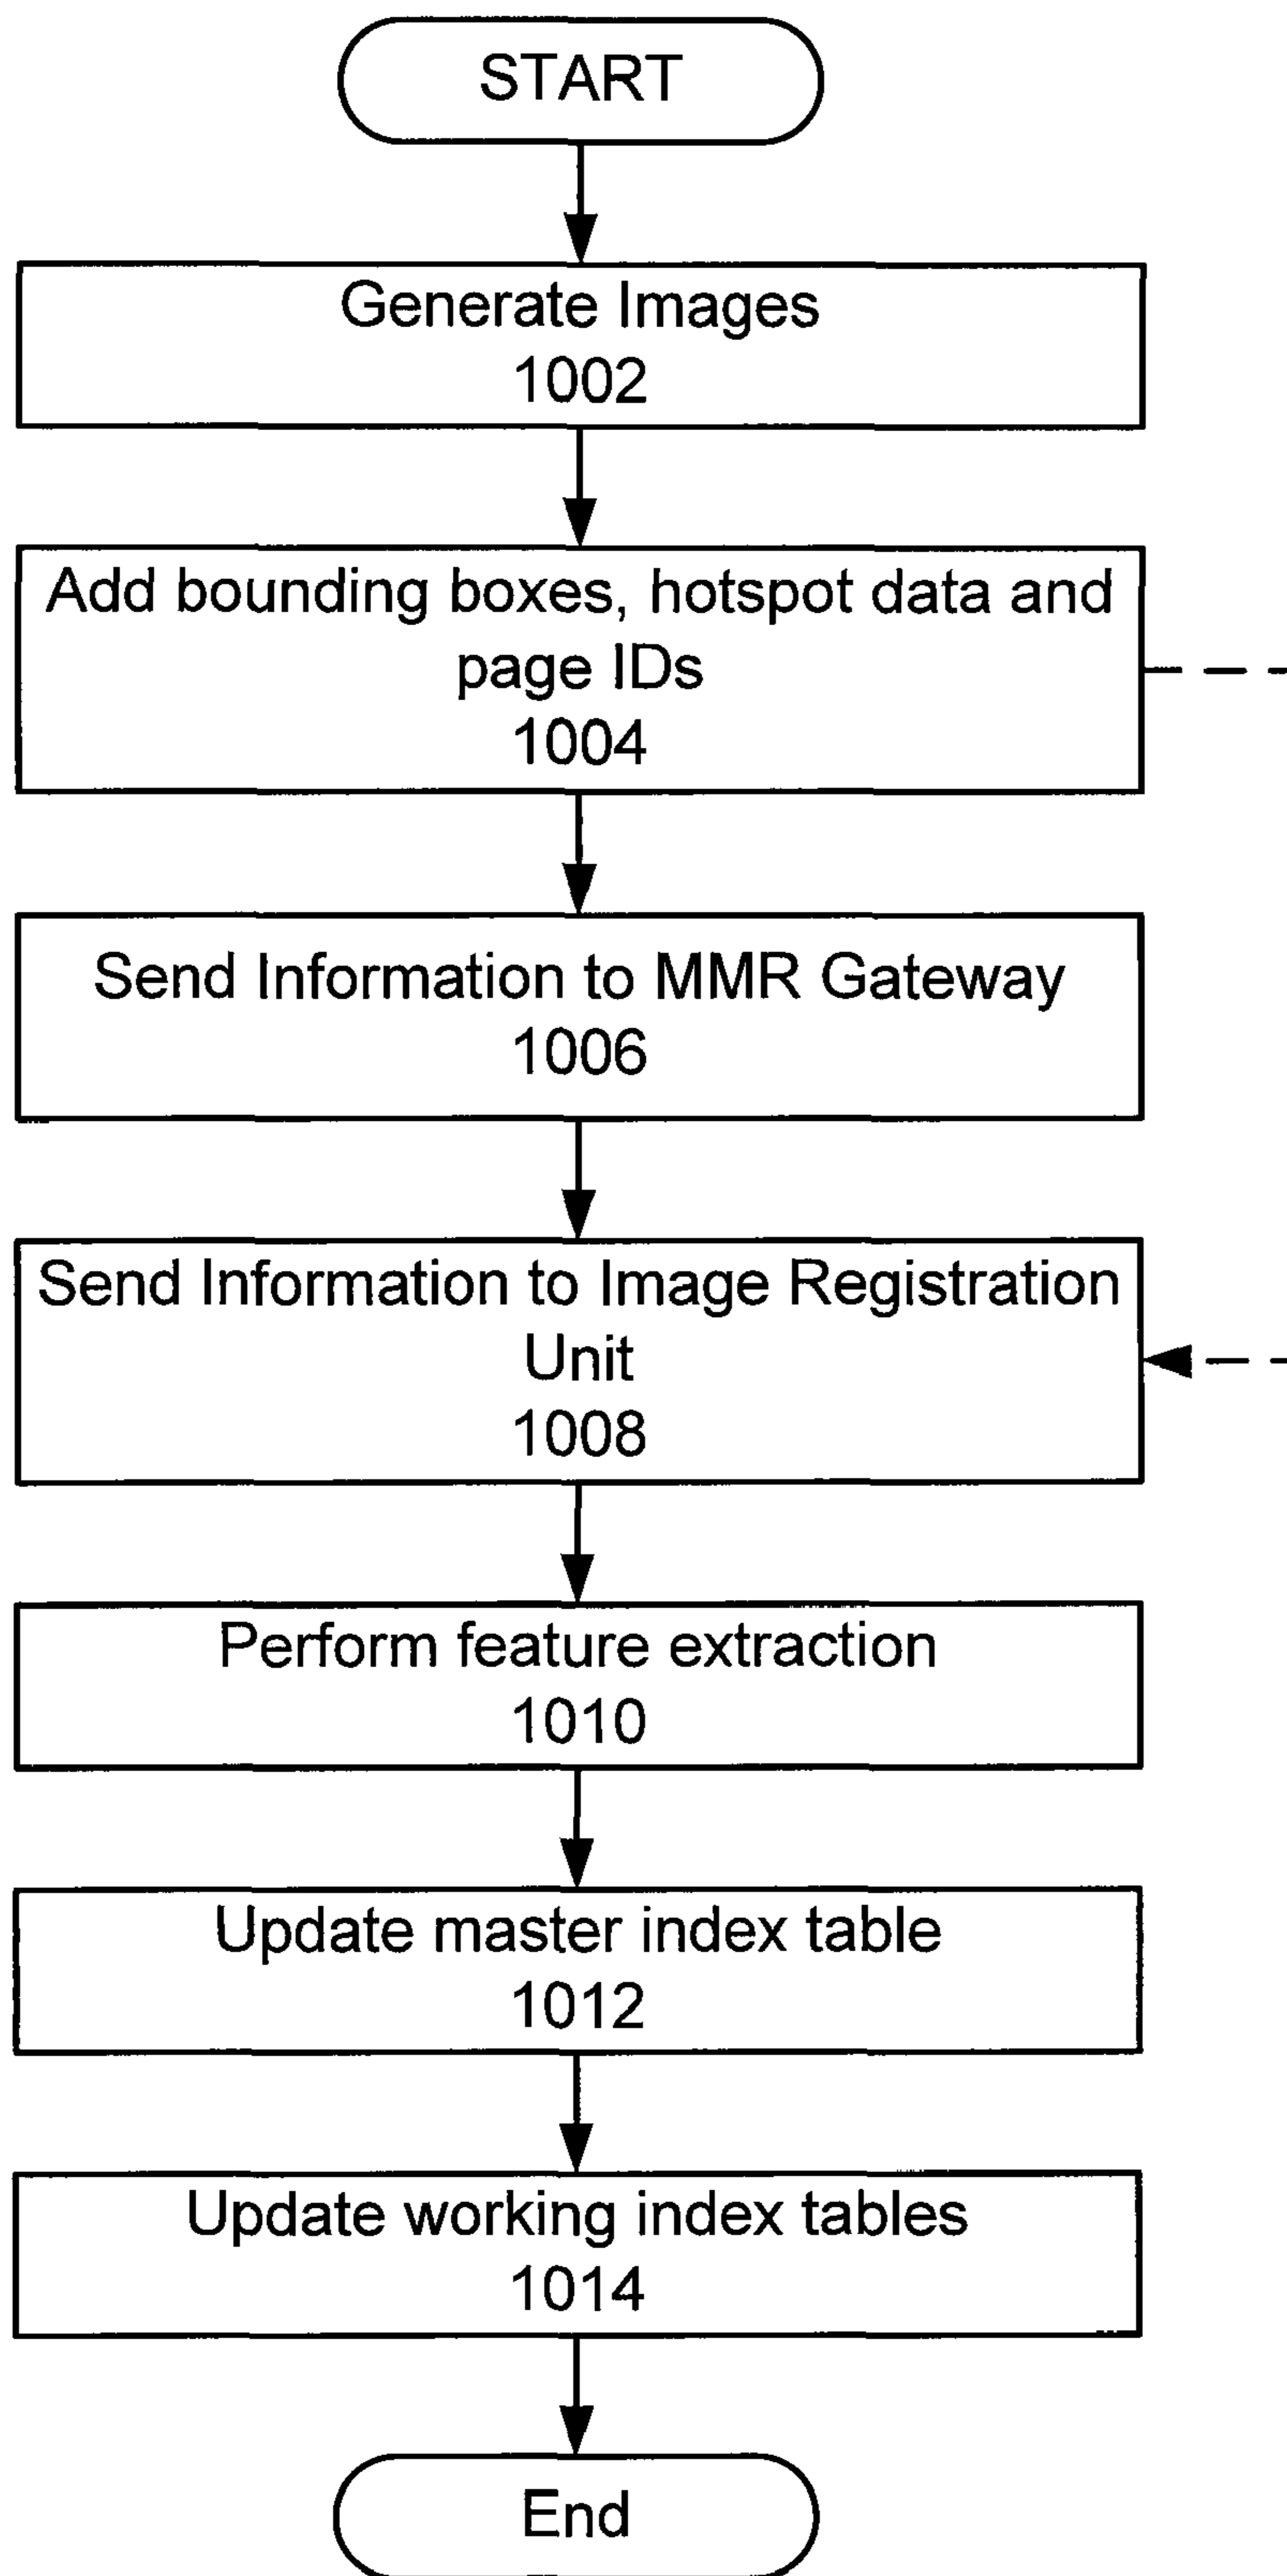 START
Generate Images
1002
Add bounding boxes, hotspot data and
page IDs
1004
Send Information to MMR Gateway
1006
Send Information to Image Registration
Unit
1008
Perform feature extraction
1010
Update master index table
1012
Update working index tables
1014
End